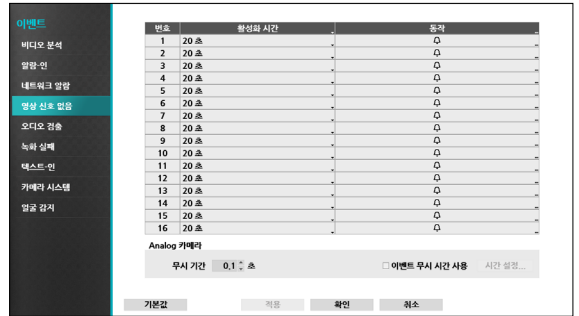 이벤트
비디오 분석
알람-인
네트워크 알람
영상 신호 없음
오디오 검출
녹화 실패
텍스트-인
카메라 시스템
얼굴 감지
번호 활성화 시간 동작
1 20 초
2 20 초
3 20 초
4 20 초
5 20 초
6 20 초
7 20 초
8 20 초
9 20 초
10 20 초
11 20 초
12 20 초
13 20 초
14 20 초
15 20 초
16 20 초
Analog 카메라
무시 기간 0.1 초 이벤트 무시 시간 사용 시간 설정...
기본값 적용 확인 취소